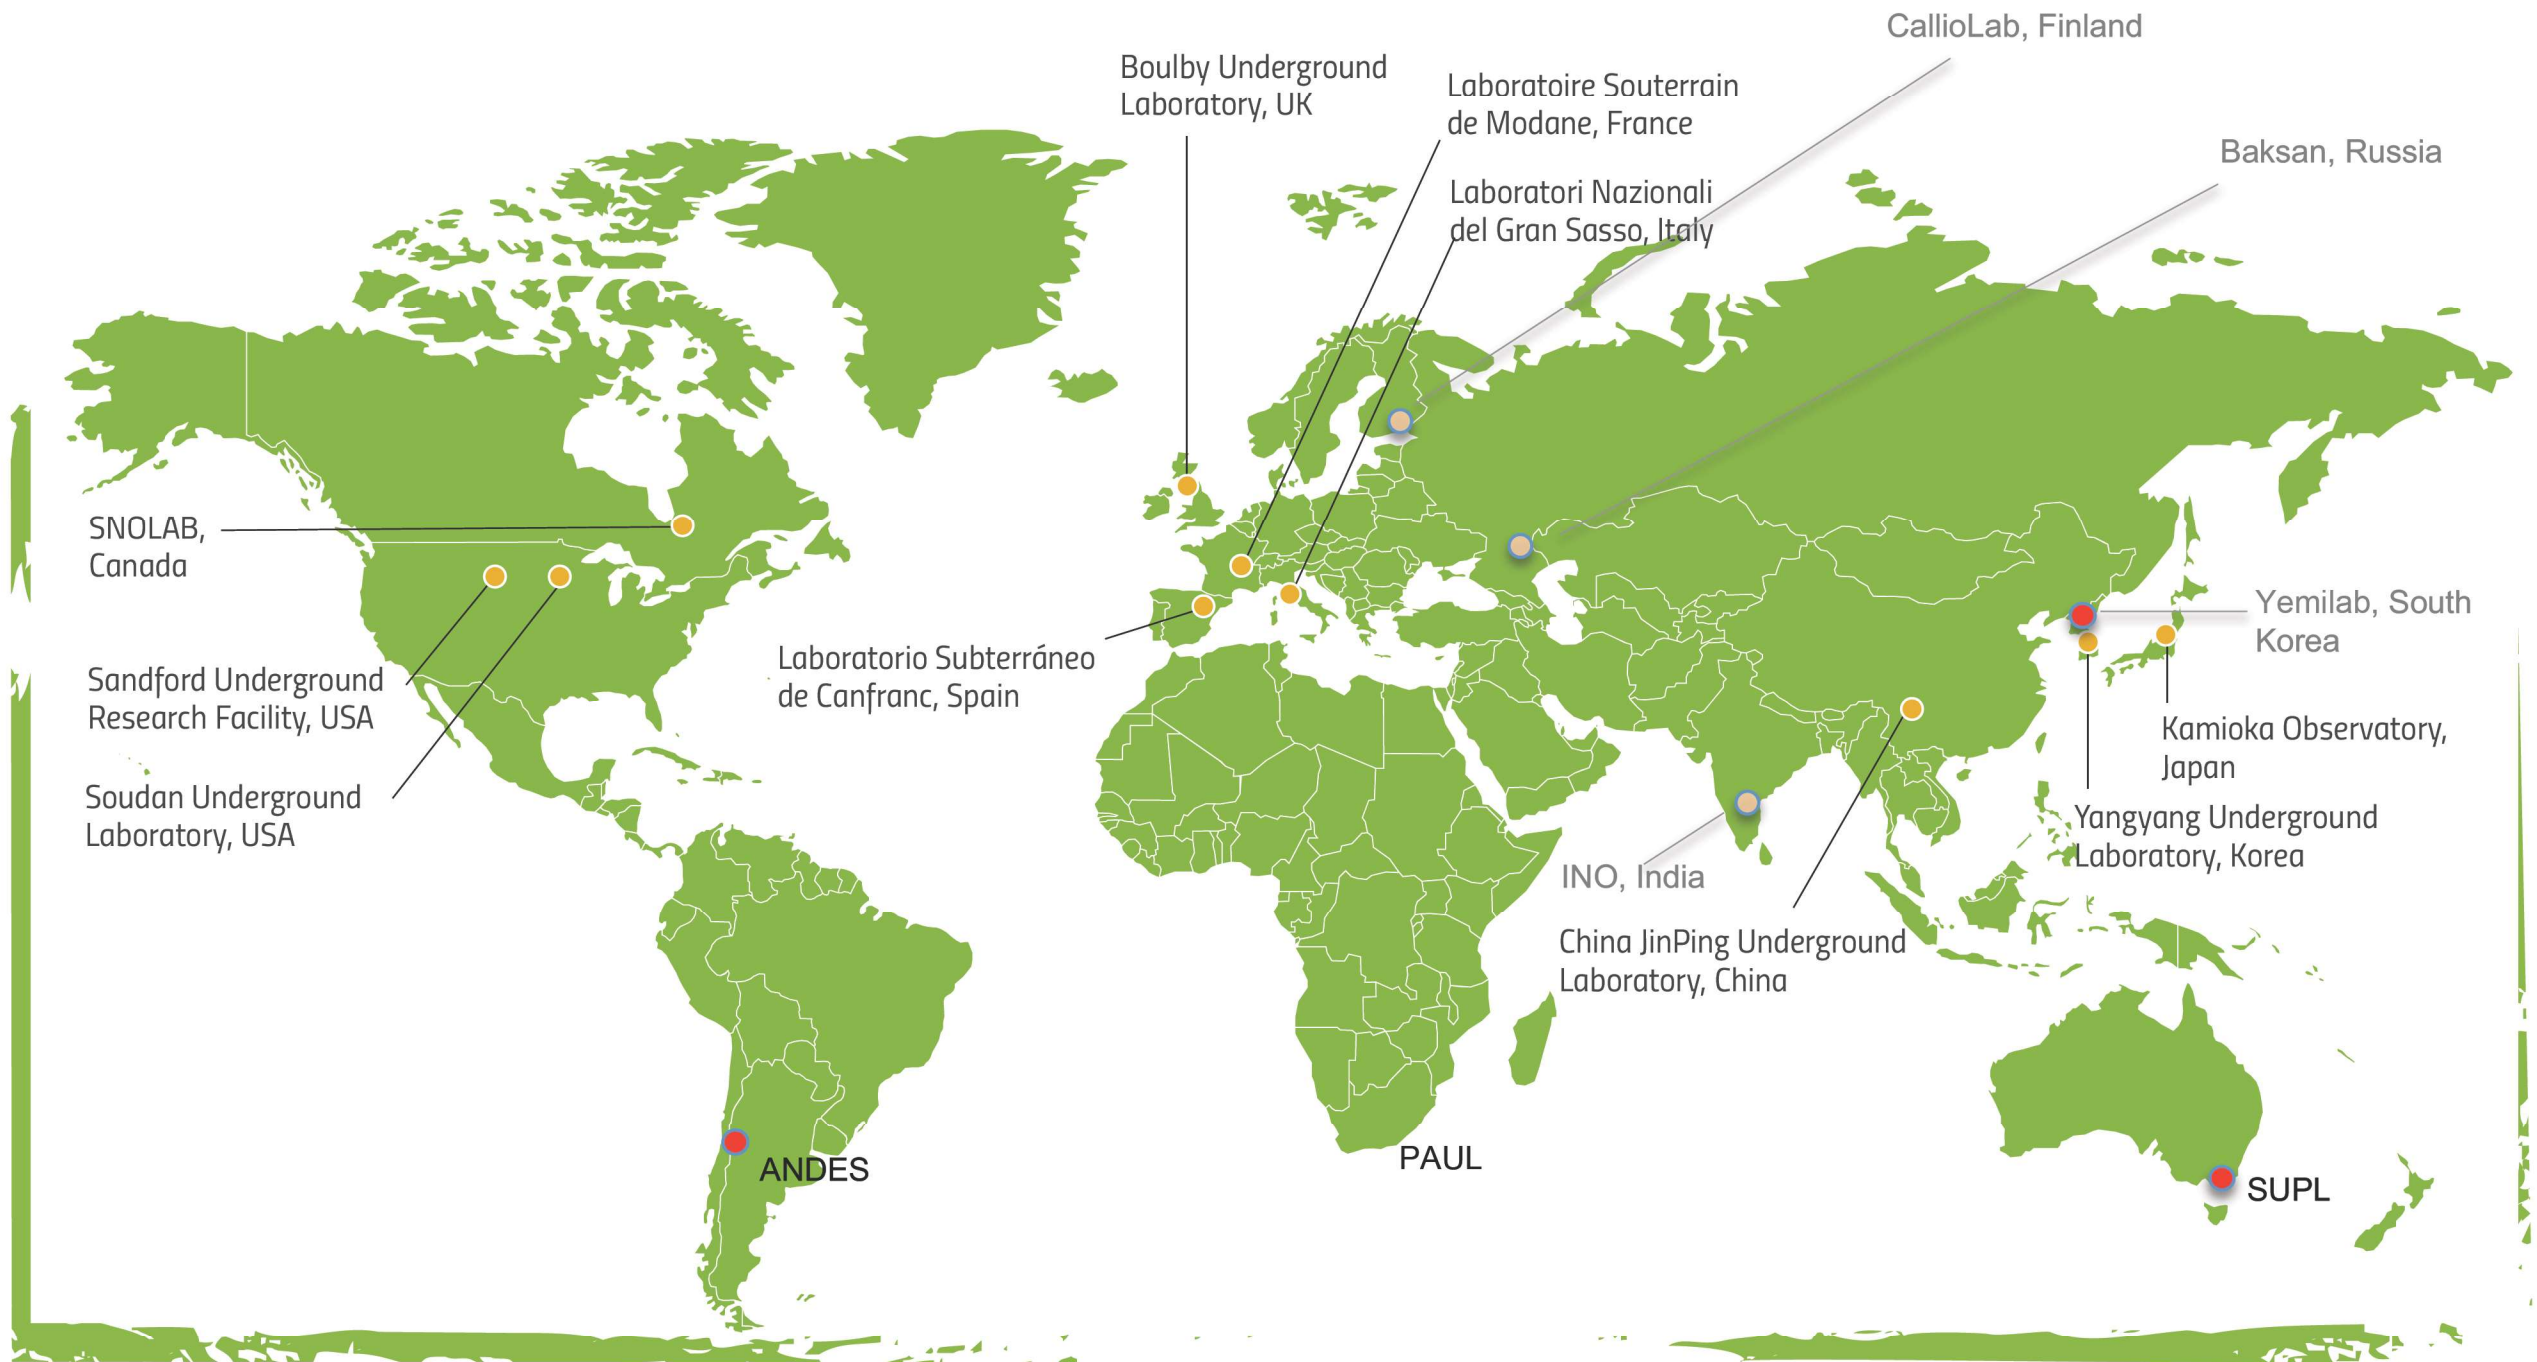 CallioLab, Finland
Boulby Underground
Laboratory, UK
Laboratoire Souterrain
de Modane, France
Baksan, Russia
Laboratori Nazionali
del Gran Sasso, Italy
SNOLAB,
Canada
Yemilab, South
Korea
Laboratorio Subterráneo
de Canfranc, Spain
Sandford Underground
Research Facility, USA
Kamioka Observatory,
Japan
Soudan Underground
Laboratory, USA
Yangyang Underground
Laboratory, Korea
INO, India
China JinPing Underground
Laboratory, China
ANDES
PAUL
SUPL